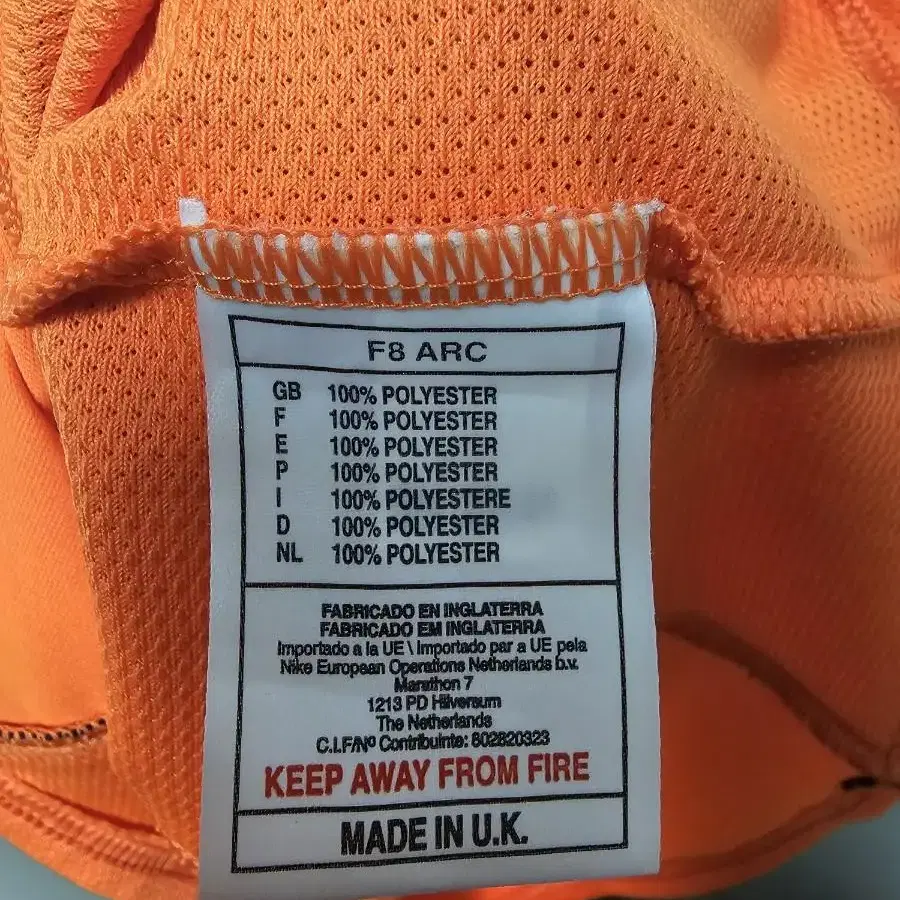 F8 ARC
GB 100% POLYESTER
F 100% POLYESTER
E 100% POLYESTER
P 100% POLYESTER
I 100% POLYESTERE
D 100% POLYESTER
NL 100% POLYESTER
FABRICADO EN INGLATERRA
FABRICADO EM INGLATERRA
Importado a la UE \ Importado par a UE pela
Nike European Operations Netherlands b.v.
Marathon 7
1213 PD Hilversum
The Netherlands
C.I.F/Nº Contribuinte: 802820323
KEEP AWAY FROM FIRE
MADE IN U.K.